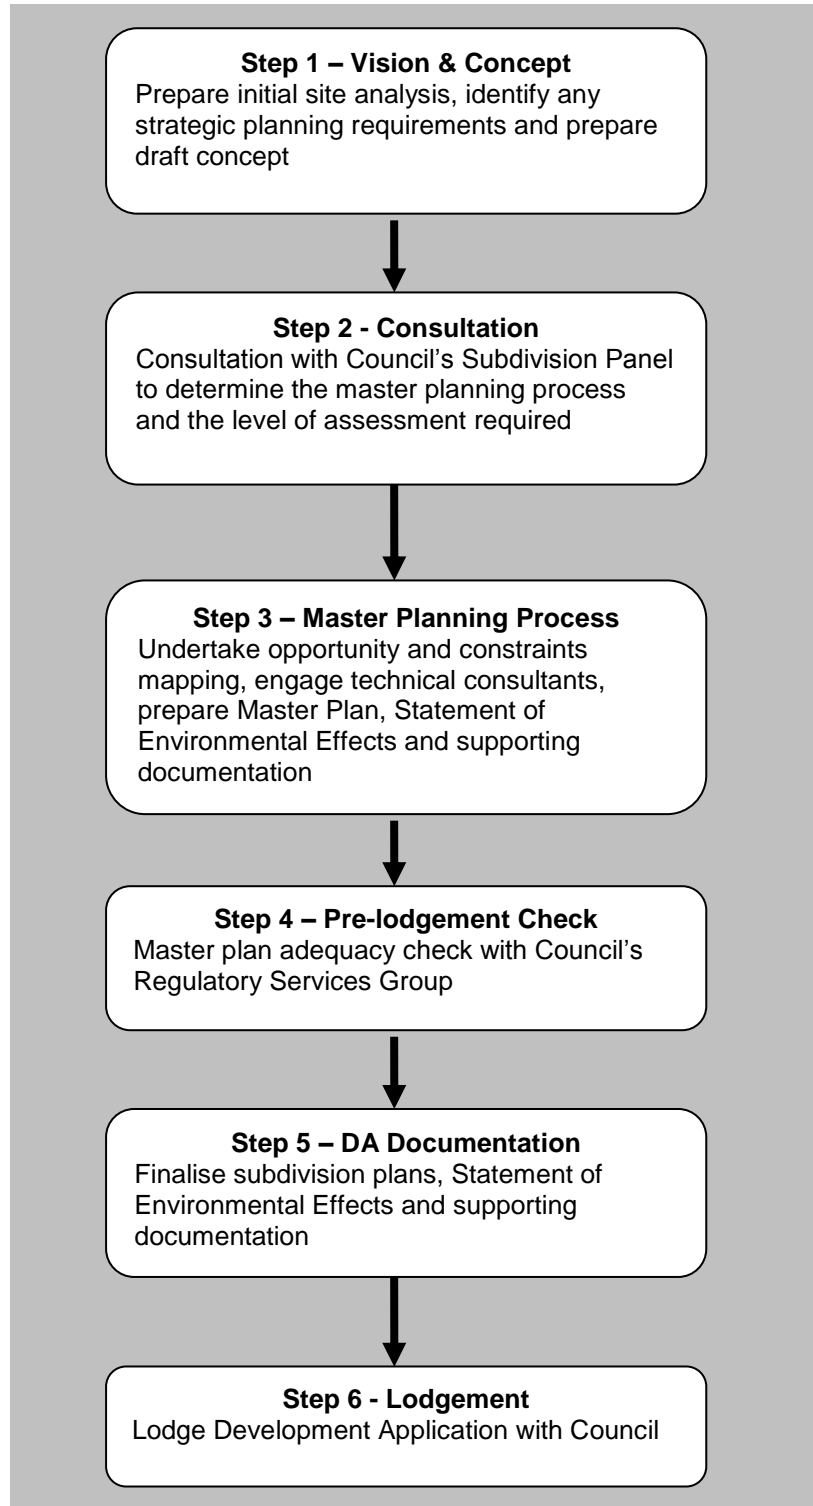 Step 1 – Vision & Concept
Prepare initial site analysis, identify any
strategic planning requirements and prepare
draft concept
Step 2 - Consultation
Consultation with Council’s Subdivision Panel
to determine the master planning process
and the level of assessment required
Step 3 – Master Planning Process
Undertake opportunity and constraints
mapping, engage technical consultants,
prepare Master Plan, Statement of
Environmental Effects and supporting
documentation
Step 4 – Pre-lodgement Check
Master plan adequacy check with Council’s
Regulatory Services Group
Step 5 – DA Documentation
Finalise subdivision plans, Statement of
Environmental Effects and supporting
documentation
Step 6 - Lodgement
Lodge Development Application with Council